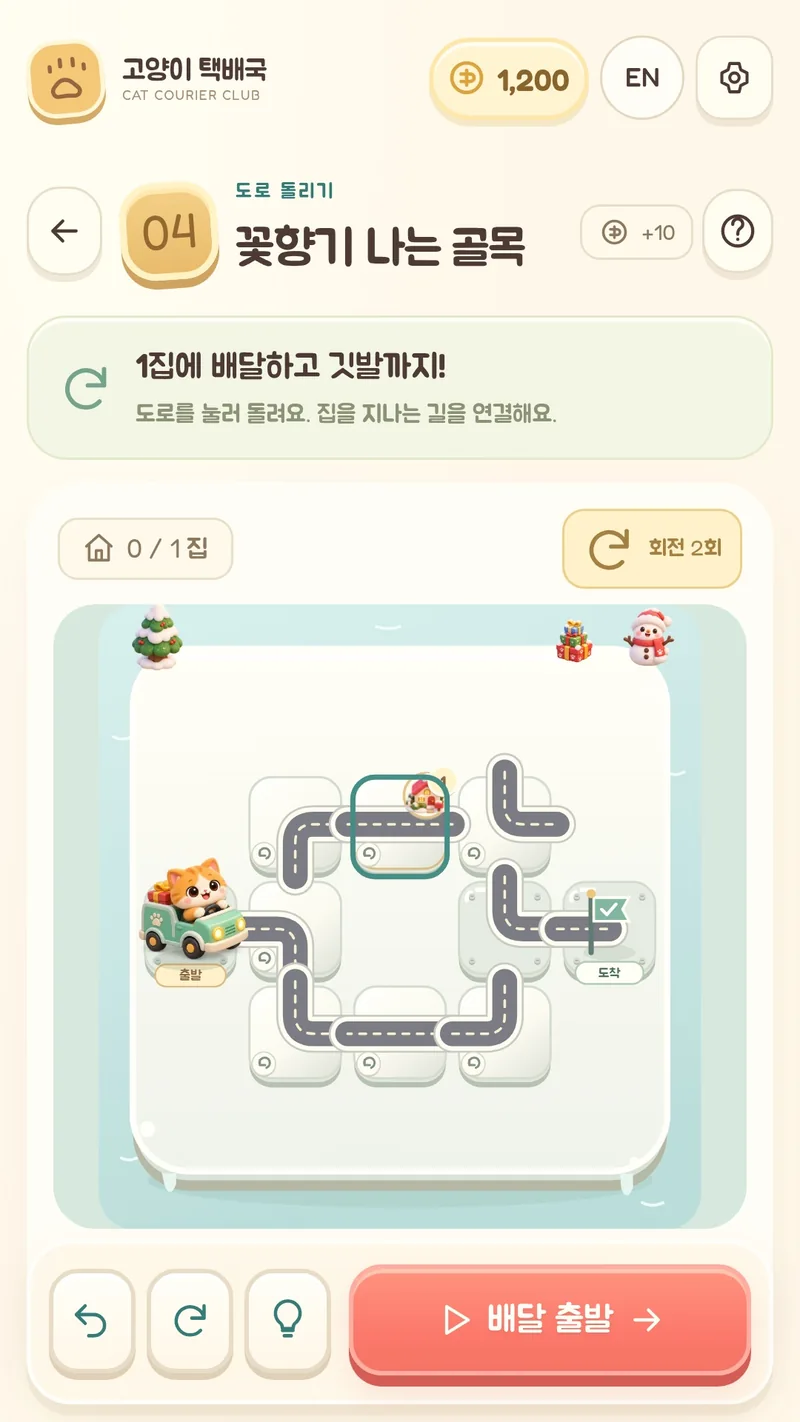 고양이 택배국
CAT COURIER CLUB
1,200
EN
04
도로 돌리기
꽃향기 나는 골목
+10
1집에 배달하고 깃발까지!
도로를 눌러 돌려요. 집을 지나는 길을 연결해요.
0 / 1집
회전 2회
출발
도착
배달 출발